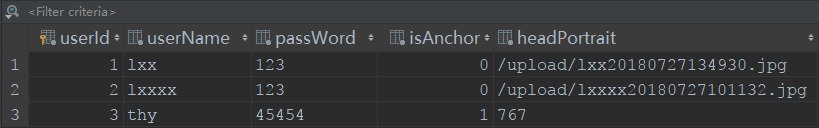 <Filter criteria>
userId userName passWord isAnchor headPortrait
1 1 lxx 123 0 /upload/lxx20180727134930.jpg
2 2 lxxxx 123 0 /upload/lxxxx20180727101132.jpg
3 3 thy 45454 1 767